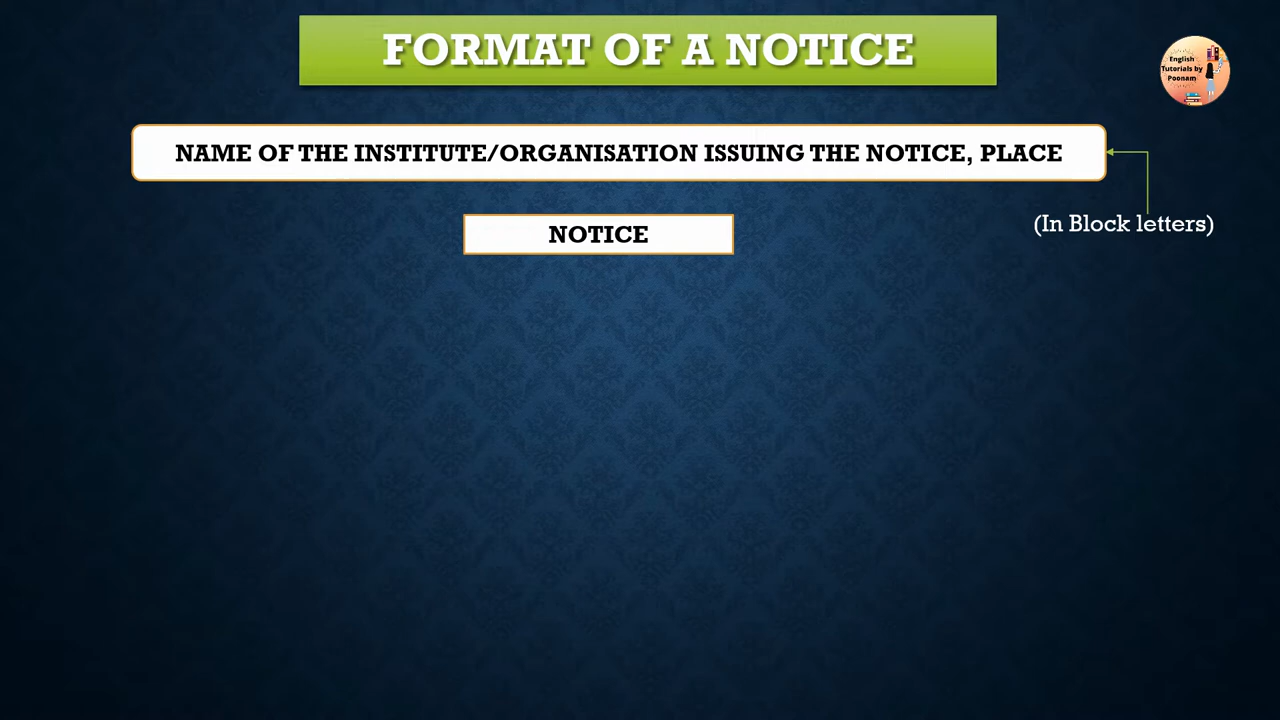 FORMAT OF A NOTICE
English
Tutorials by
Poonam
NAME OF THE INSTITUTE/ORGANISATION ISSUING THE NOTICE, PLACE
(In Block letters)
NOTICE